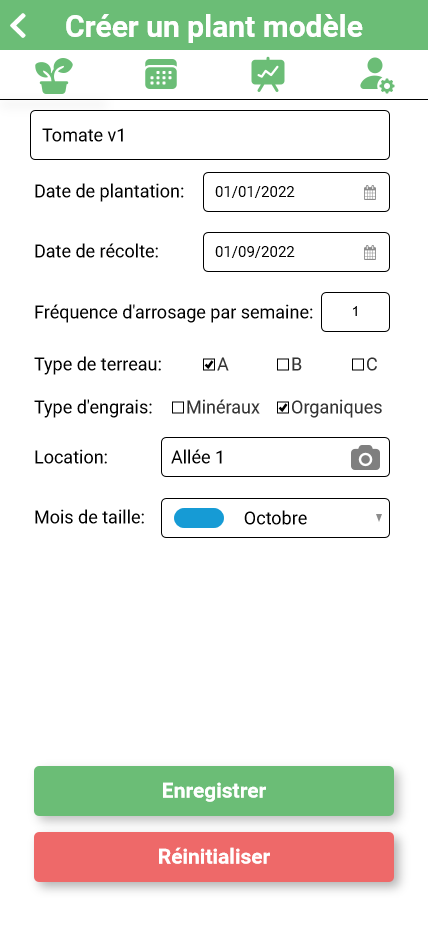 Créer un plant modèle
Tomate v1
Date de plantation: 01/01/2022
Date de récolte: 01/09/2022
Fréquence d'arrosage par semaine: 1
Type de terreau: A B C
Type d'engrais: Minéraux Organiques
Location: Allée 1
Mois de taille: Octobre
Enregistrer
Réinitialiser